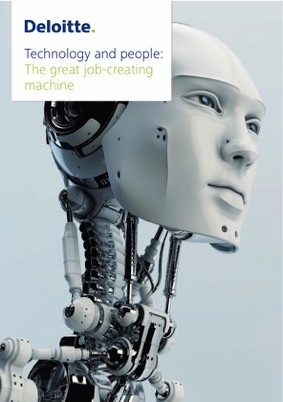 Deloitte.
Technology and people:
The great job-creating
machine